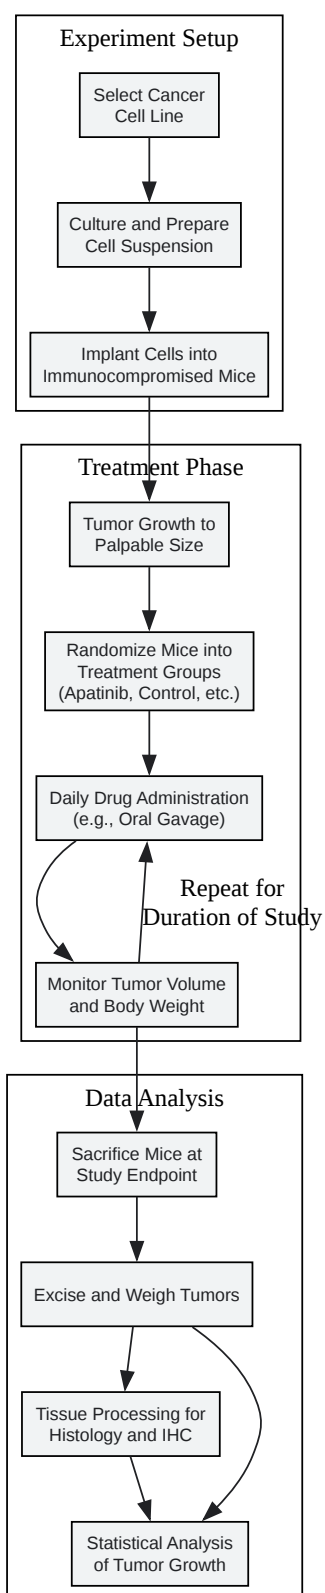 Experiment Setup
Select Cancer
Cell Line
Culture and Prepare
Cell Suspension
Implant Cells into
Immunocompromised Mice
Treatment Phase
Tumor Growth to
Palpable Size
Randomize Mice into
Treatment Groups
(Apatinib, Control, etc.)
Daily Drug Administration
(e.g., Oral Gavage)
Repeat for
Duration of Study
Monitor Tumor Volume
and Body Weight
Data Analysis
Sacrifice Mice at
Study Endpoint
Excise and Weigh Tumors
Tissue Processing for
Histology and IHC
Statistical Analysis
of Tumor Growth